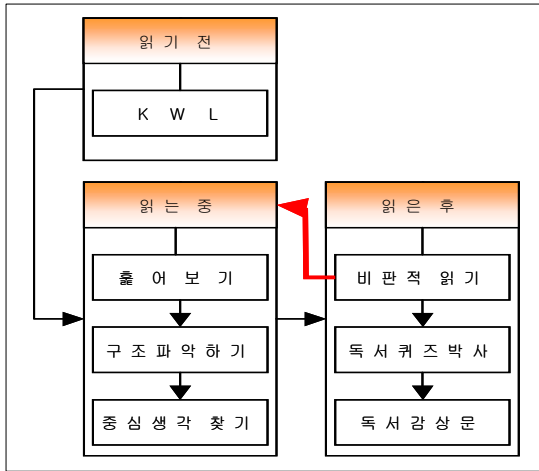 읽기 전
K W L
읽는 중
훑어보기
구조파악하기
중심생각 찾기
읽은 후
비판적 읽기
독서퀴즈박사
독서감상문